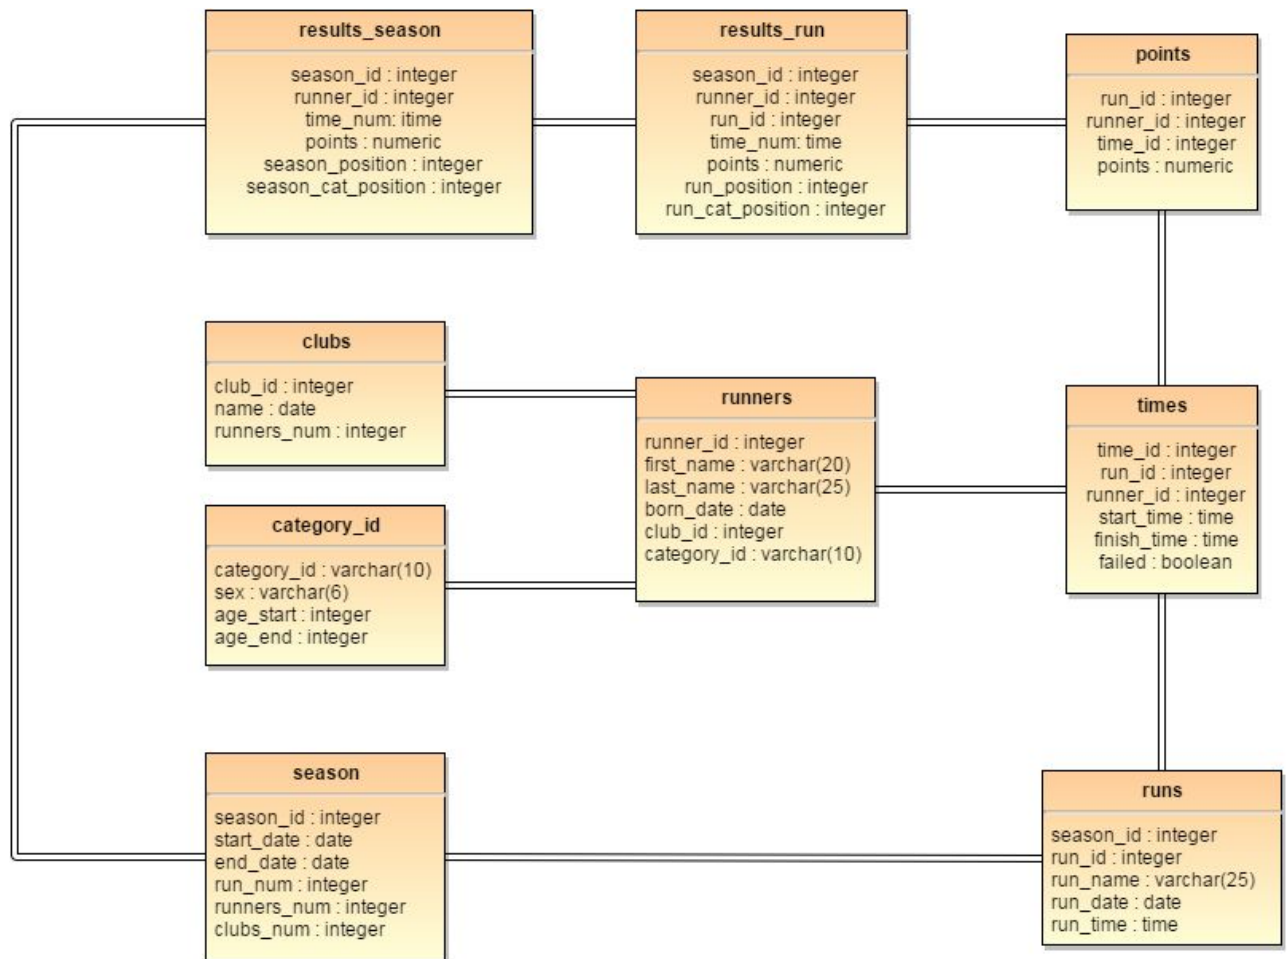 results_season
season_id : integer
runner_id : integer
time_num: itime
points : numeric
season_position : integer
season_cat_position : integer
results_run
season_id : integer
runner_id : integer
run_id : integer
time_num: time
points : numeric
run_position : integer
run_cat_position : integer
points
run_id : integer
runner_id : integer
time_id : integer
points : numeric
clubs
club_id : integer
name : date
runners_num : integer
runners
runner_id : integer
first_name : varchar(20)
last_name : varchar(25)
born_date : date
club_id : integer
category_id : varchar(10)
times
time_id : integer
run_id : integer
runner_id : integer
start_time : time
finish_time : time
failed : boolean
category_id
category_id : varchar(10)
sex : varchar(6)
age_start : integer
age_end : integer
season
season_id : integer
start_date : date
end_date : date
run_num : integer
runners_num : integer
clubs_num : integer
runs
season_id : integer
run_id : integer
run_name : varchar(25)
run_date : date
run_time : time